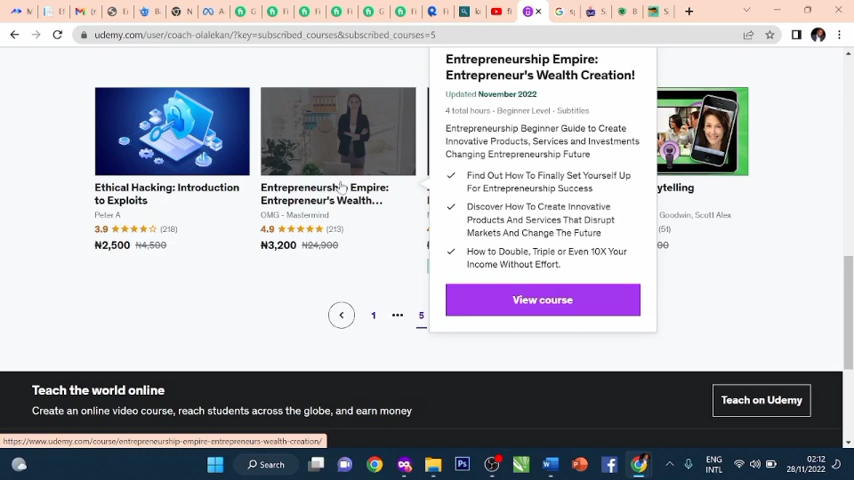 udemy.com/user/coach-olalekan/?key=subscribed_courses&subscribed_courses=5
Ethical Hacking: Introduction
to Exploits
Peter A
3.9
(218)
₦2,500 ₦4,500
Entrepreneurship Empire:
Entrepreneur's Wealth...
OMG - Mastermind
4.9
(213)
₦3,200 ₦24,900
Entrepreneurship Empire:
Entrepreneur's Wealth Creation!
Updated November 2022
4 total hours - Beginner Level - Subtitles
Entrepreneurship Beginner Guide to Create
Innovative Products, Services and Investments
Changing Entrepreneurship Future
Find Out How To Finally Set Yourself Up
For Entrepreneurship Success
Discover How To Create Innovative
Products And Services That Disrupt
Markets And Change The Future
How to Double, Triple or Even 10X Your
Income Without Effort.
View course
Goodwin, Scott Alex
(51)
1
•••
5
Teach the world online
Create an online video course, reach students across the globe, and earn money
Teach on Udemy
https://www.udemy.com/course/entrepreneurship-empire-entrepreneurs-wealth-creation/
Search
Ps
ENG
INTL
02:12
28/11/2022